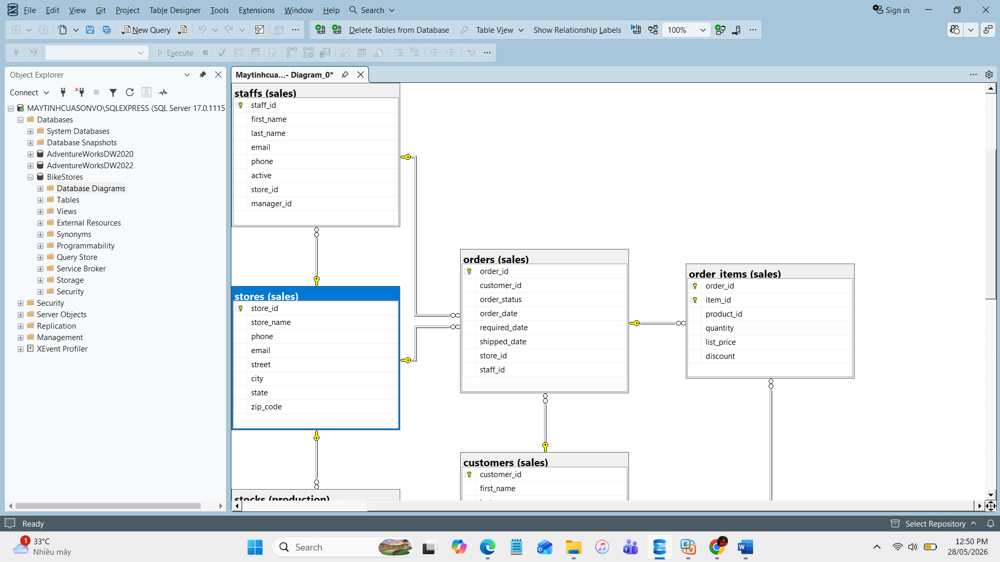 File Edit View Git Project Table Designer Tools Extensions Window Help Search Sign in
New Query Delete Tables from Database Table View Show Relationship Labels 100%
Execute
Object Explorer
Connect
MAYTINHCUASONVO\SQLEXPRESS (SQL Server 17.0.1115
Databases
System Databases
Database Snapshots
AdventureWorksDW2020
AdventureWorksDW2022
BikeStores
Database Diagrams
Tables
Views
External Resources
Synonyms
Programmability
Query Store
Service Broker
Storage
Security
Security
Server Objects
Replication
Management
XEvent Profiler
Maytinhcua...- Diagram_0*
staffs (sales)
staff_id
first_name
last_name
email
phone
active
store_id
manager_id
stores (sales)
store_id
store_name
phone
email
street
city
state
zip_code
stocks (production)
orders (sales)
order_id
customer_id
order_status
order_date
required_date
shipped_date
store_id
staff_id
customers (sales)
customer_id
first_name
order_items (sales)
order_id
item_id
product_id
quantity
list_price
discount
Ready
Select Repository
1
33°C
Nhiều mây
Search
12:50 PM
28/05/2026